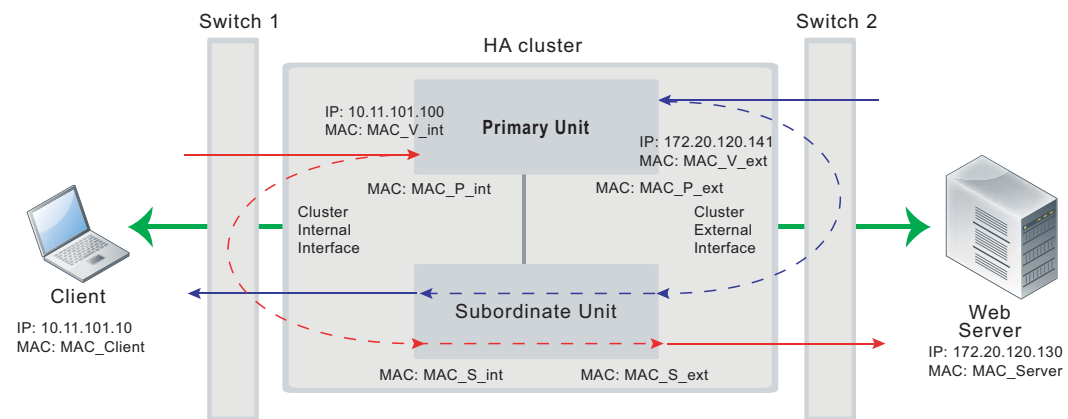 Switch 1
Switch 2
HA cluster
IP: 10.11.101.100
MAC: MAC_V_int
Primary Unit
IP: 172.20.120.141
MAC: MAC_V_ext
MAC: MAC_P_int
MAC: MAC_P_ext
Cluster
Internal
Interface
Cluster
External
Interface
Client
IP: 10.11.101.10
MAC: MAC_Client
Subordinate Unit
MAC: MAC_S_int
MAC: MAC_S_ext
Web
Server
IP: 172.20.120.130
MAC: MAC_Server